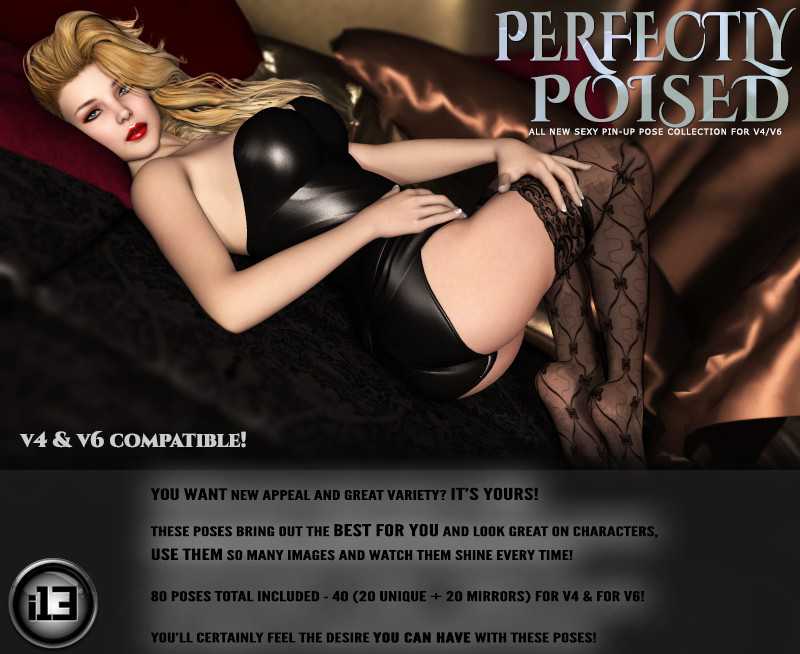 PERFECTLY
POISED
ALL NEW SEXY PIN-UP POSE COLLECTION FOR V4/V6
V4 & V6 COMPATIBLE!
YOU WANT NEW APPEAL AND GREAT VARIETY? IT'S YOURS!
THESE POSES BRING OUT THE BEST FOR YOU AND LOOK GREAT ON CHARACTERS,
USE THEM SO MANY IMAGES AND WATCH THEM SHINE EVERY TIME!
80 POSES TOTAL INCLUDED - 40 (20 UNIQUE + 20 MIRRORS) FOR V4 & FOR V6!
YOU'LL CERTAINLY FEEL THE DESIRE YOU CAN HAVE WITH THESE POSES!
i13